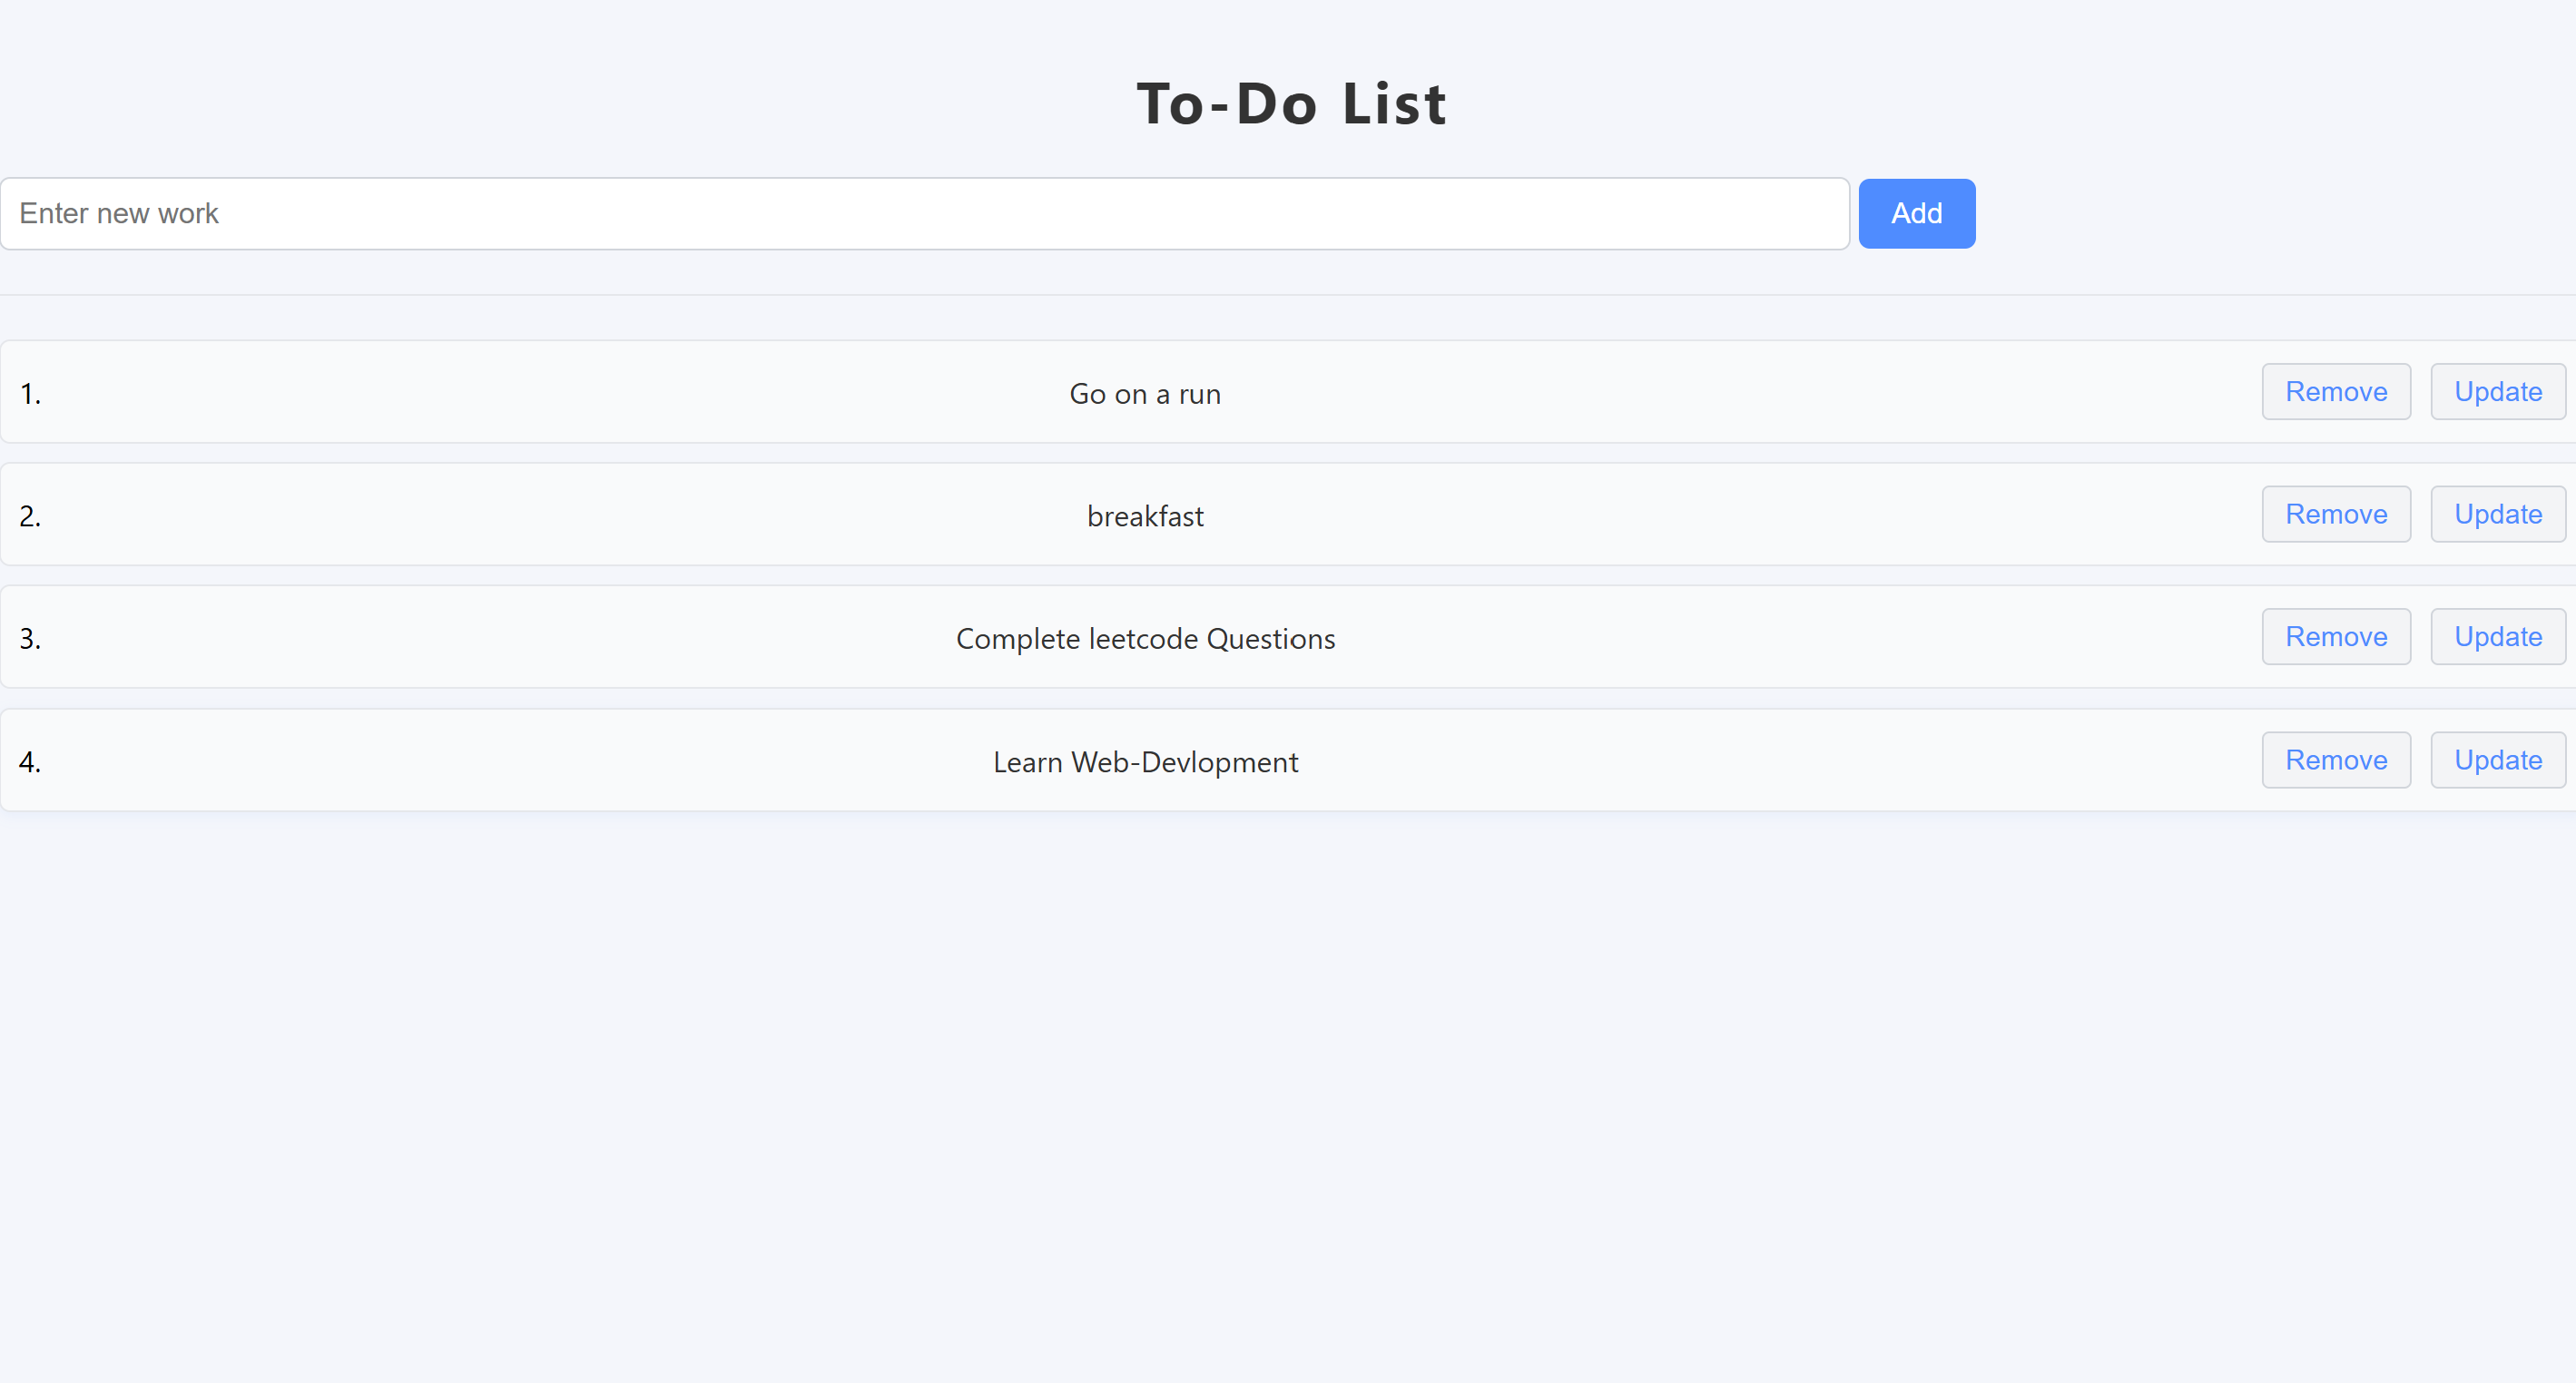 To-Do List
Enter new work Add
1. Go on a run Remove Update
2. breakfast Remove Update
3. Complete leetcode Questions Remove Update
4. Learn Web-Devlopment Remove Update